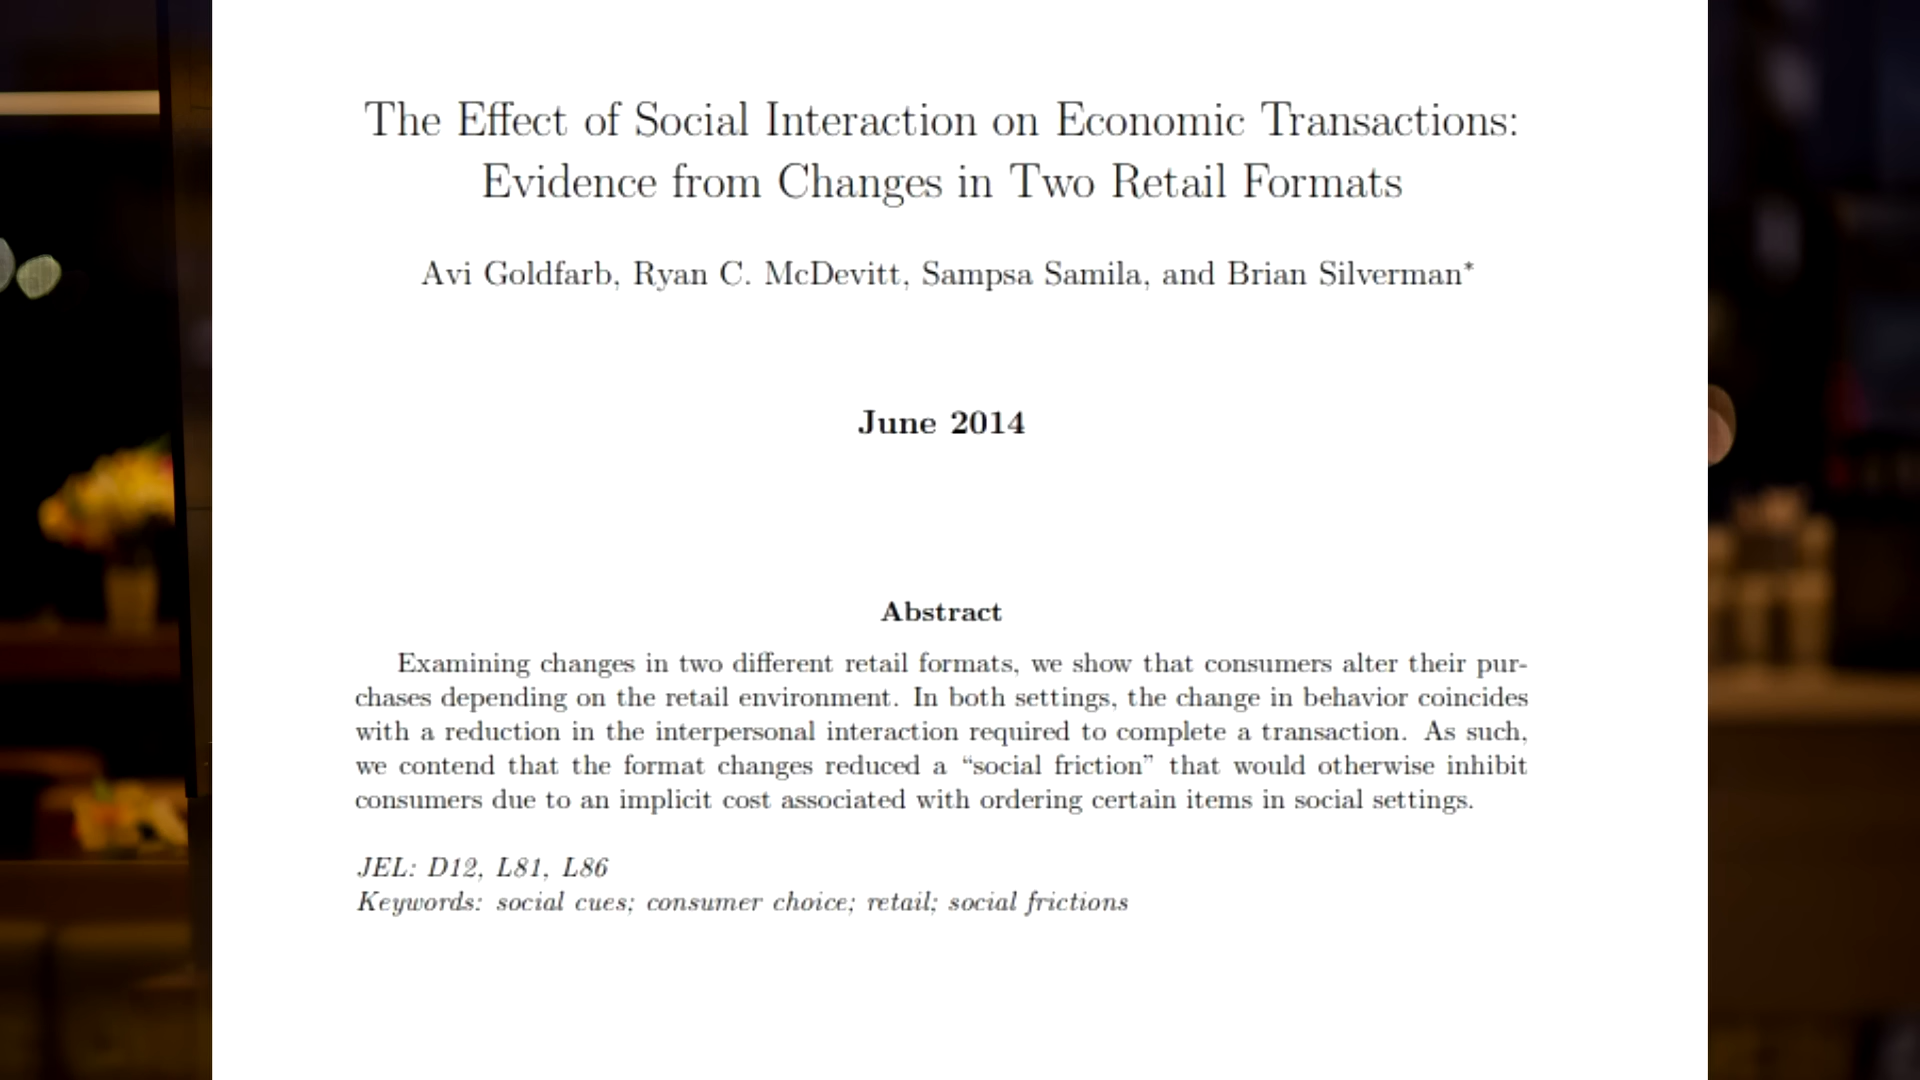 The Effect of Social Interaction on Economic Transactions:
Evidence from Changes in Two Retail Formats
Avi Goldfarb, Ryan C. McDevitt, Sampsa Samila, and Brian Silverman*
June 2014
Abstract
Examining changes in two different retail formats, we show that consumers alter their pur-
chases depending on the retail environment. In both settings, the change in behavior coincides
with a reduction in the interpersonal interaction required to complete a transaction. As such,
we contend that the format changes reduced a “social friction” that would otherwise inhibit
consumers due to an implicit cost associated with ordering certain items in social settings.
JEL: D12, L81, L86
Keywords: social cues; consumer choice; retail; social frictions